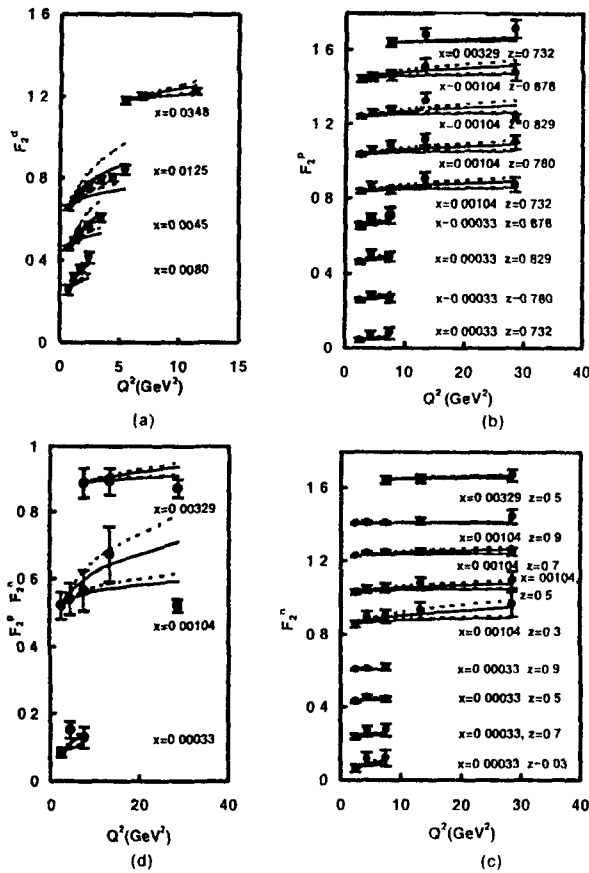 1 6
1.2
0.8
0 4
0
F2^d
x=0 0348
x=0.0125
x=0.0045
x=0.0080
0 5 10 15
Q²(GeV²)
(a)
1 6
1.2
0.8
0 4
0
F2^p
x=0 00329 z=0.732
x-0 00104 z=0.878
x-0 00104 z=0.829
x=0 00104 z=0.780
x=0 00104 z=0.732
x-0 00033 z=0.878
x=0.00033 z=0.829
x-0 00033 z-0.780
x=0.00033 z=0.732
0 10 20 30 40
Q²(GeV²)
(b)
1
0.8
0.6
0 4
0 2
0
F2^p F2^n
x=0 00329
x=0 00104
x=0 00033
0 20 40
Q²(GeV²)
(d)
1 6
1.2
0.8
0 4
0
F2^n
x=0 00329 z=0 5
x=0 00104 z=0.9
x=0 00104 z=0.7
x= 00104,
z=0 5
x=0 00104 z=0.3
x=0 00033 z=0.9
x=0 00033 z=0.5
x=0 00033, z=0.7
x=0 00033 z-0.03
0 10 20 30 40
Q²(GeV²)
(c)